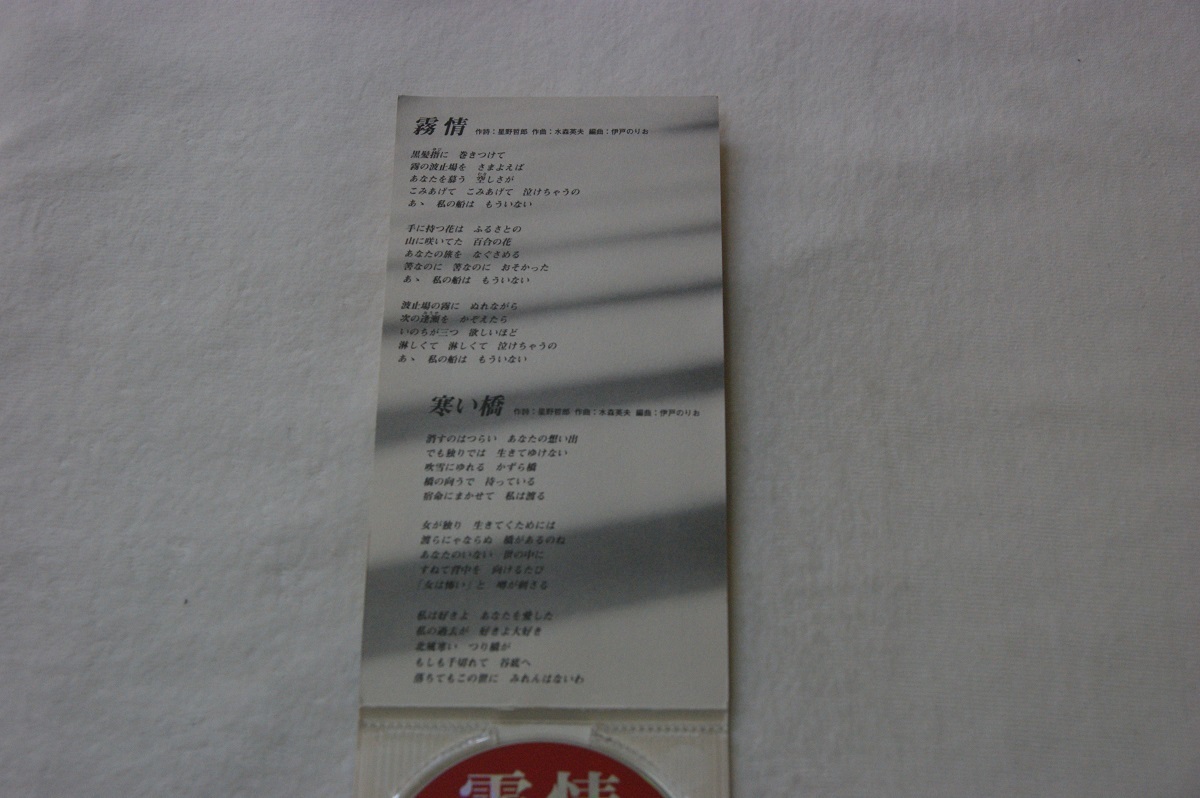 霧情 作詩：星野哲郎 作曲：水森英夫 編曲：伊戸のりお
黒髪指に 巻きつけて
霧の波止場を さまよえば
あなたを慕う 空しさが
こみあげて こみあげて 泣けちゃうの
あゝ 私の船は もういない
手に持つ花は ふるさとの
山に咲いてた 百合の花
あなたの旅を なぐさめる
筈なのに 筈なのに おそかった
あゝ 私の船は もういない
波止場の霧に ぬれながら
次の逢瀬を かぞえたら
いのちが三つ 欲しいほど
淋しくて 淋しくて 泣けちゃうの
あゝ 私の船は もういない
寒い橋 作詩：星野哲郎 作曲：水森英夫 編曲：伊戸のりお
消すのはつらい あなたの想い出
でも独りでは 生きてゆけない
吹雪にゆれる かずら橋
橋の向うで 待っている
宿命にまかせて 私は渡る
女が独り 生きてくためには
渡らにゃならぬ 橋があるのね
あなたのいない 世の中に
すねて背中を 向けるたび
「女は怖い」と 噂が刺さる
私は好きよ あなたを愛した
私の過去が 好きよ大好き
北風寒い つり橋が
もしも千切れて 谷底へ
落ちてもこの世に みれんはないわ
霧情